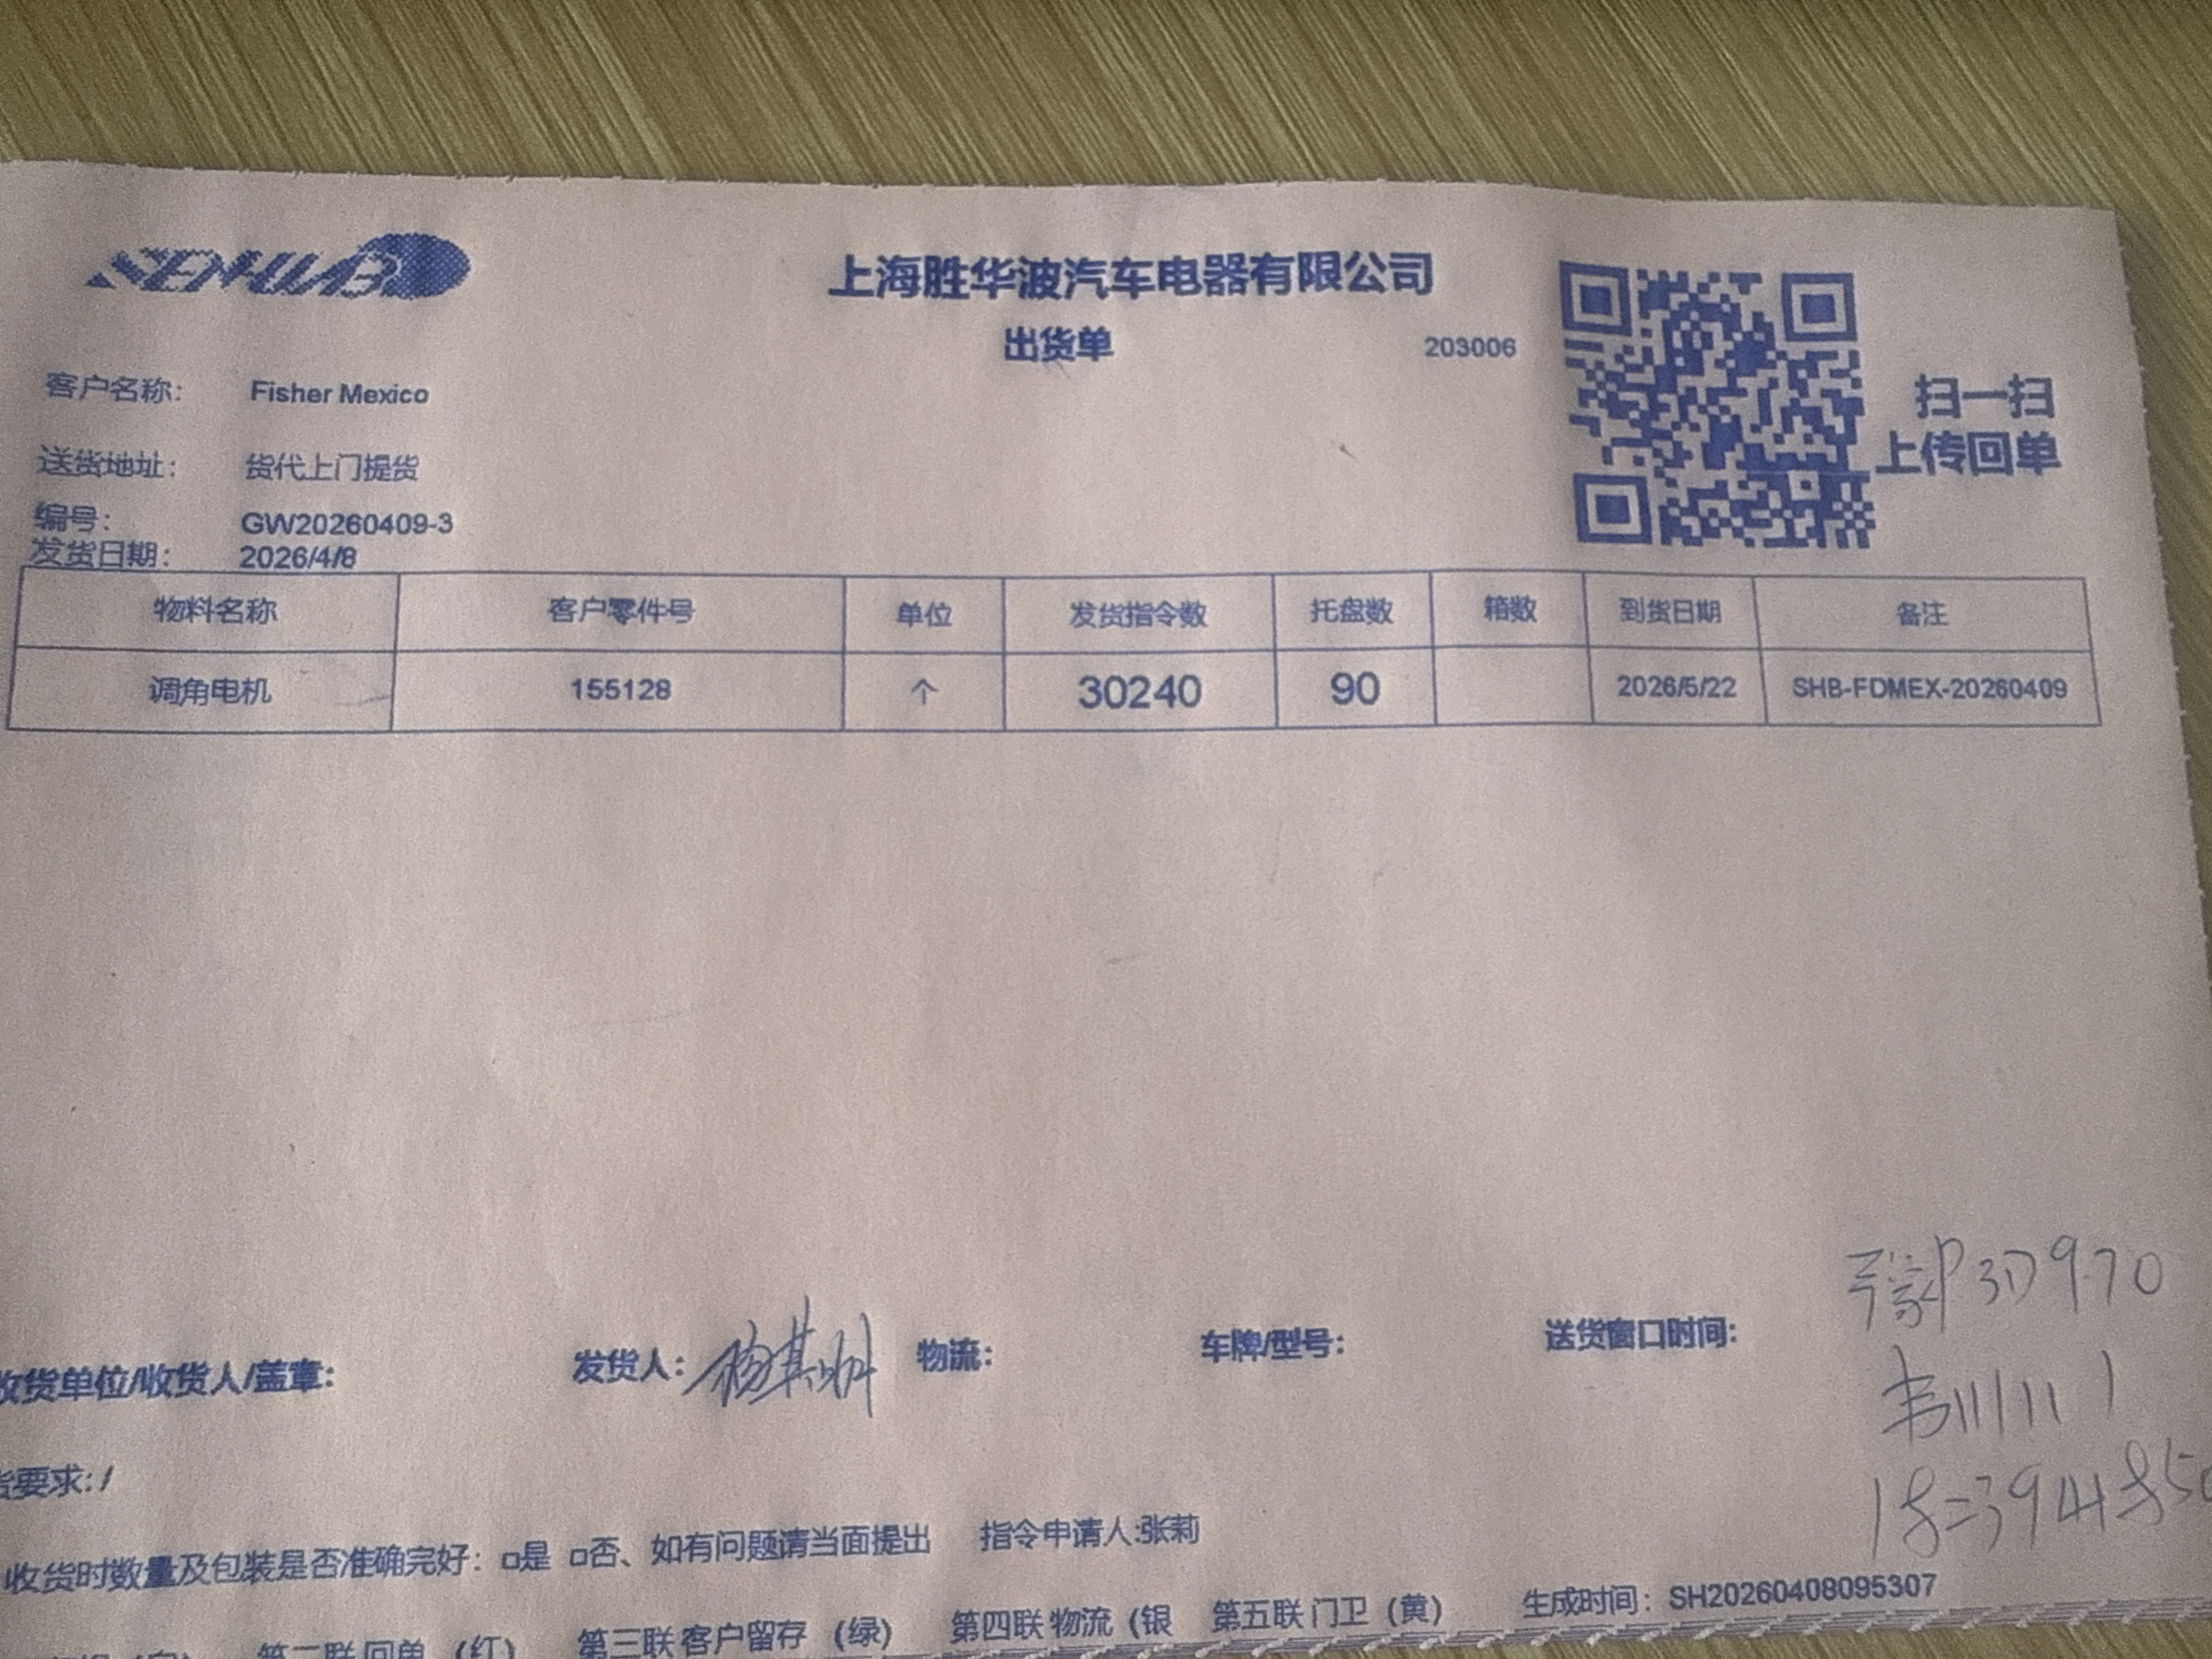 SENHWABO
上海胜华波汽车电器有限公司
出货单
203006
扫一扫
上传回单
客户名称： Fisher Mexico
送货地址： 货代上门提货
编号： GW20260409-3
发货日期： 2026/4/8
物料名称 客户零件号 单位 发货指令数 托盘数 箱数 到货日期 备注
调角电机 155128 个 30240 90 2026/5/22 SHB-FDMEX-20260409
收货单位/收货人/盖章： 发货人： 物流： 车牌/型号： 送货窗口时间：
货要求: /
收货时数量及包装是否准确完好：□是 □否、如有问题请当面提出 指令申请人:张莉
生成时间：SH20260408095307
第二联 回单 （红） 第三联 客户留存 （绿） 第四联 物流 （银 第五联 门卫 （黄）